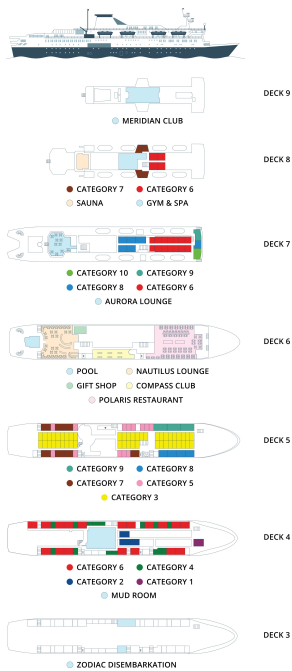 DECK 9
MERIDIAN CLUB
DECK 8
CATEGORY 7 CATEGORY 6
SAUNA GYM & SPA
DECK 7
CATEGORY 10 CATEGORY 9
CATEGORY 8 CATEGORY 6
AURORA LOUNGE
DECK 6
POOL NAUTILUS LOUNGE
GIFT SHOP COMPASS CLUB
POLARIS RESTAURANT
DECK 5
CATEGORY 9 CATEGORY 8
CATEGORY 7 CATEGORY 5
CATEGORY 3
DECK 4
CATEGORY 6 CATEGORY 4
CATEGORY 2 CATEGORY 1
MUD ROOM
DECK 3
ZODIAC DISEMBARKATION